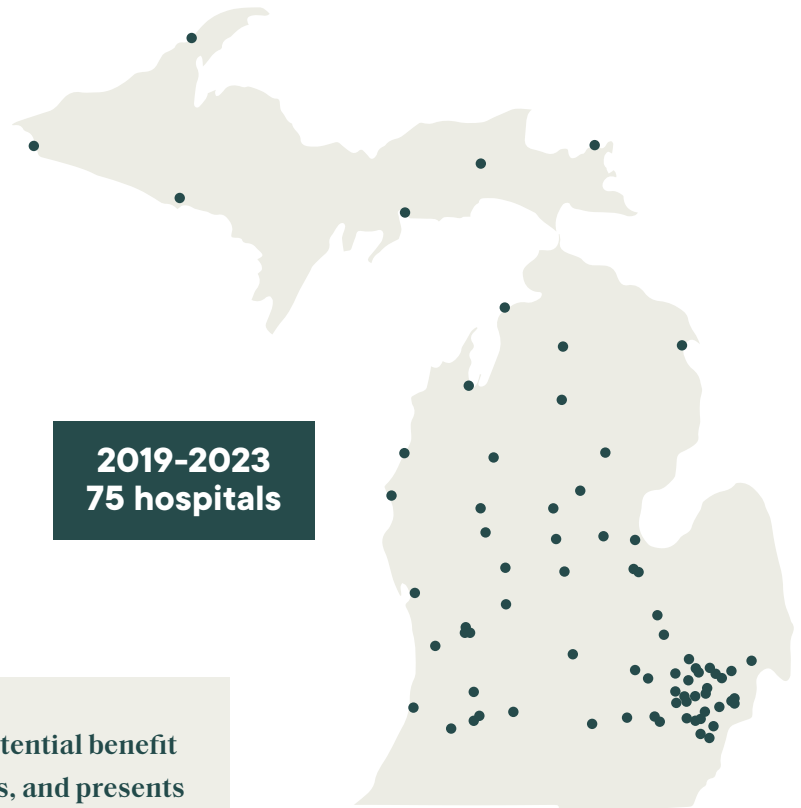 2019-2023
75 hospitals
tential benefit
s, and presents